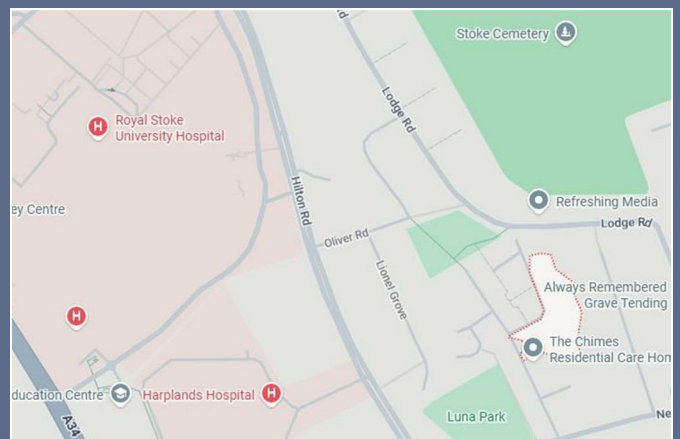 Stoke Cemetery
Lodge Rd
Royal Stoke
University Hospital
Hilton Rd
Refreshing Media
ey Centre
Lodge Rd
Oliver Rd
Lionel Grove
Always Remembered
Grave Tending
The Chimes
Residential Care Hom
ducation Centre
Harplands Hospital
Luna Park
Ne
A34